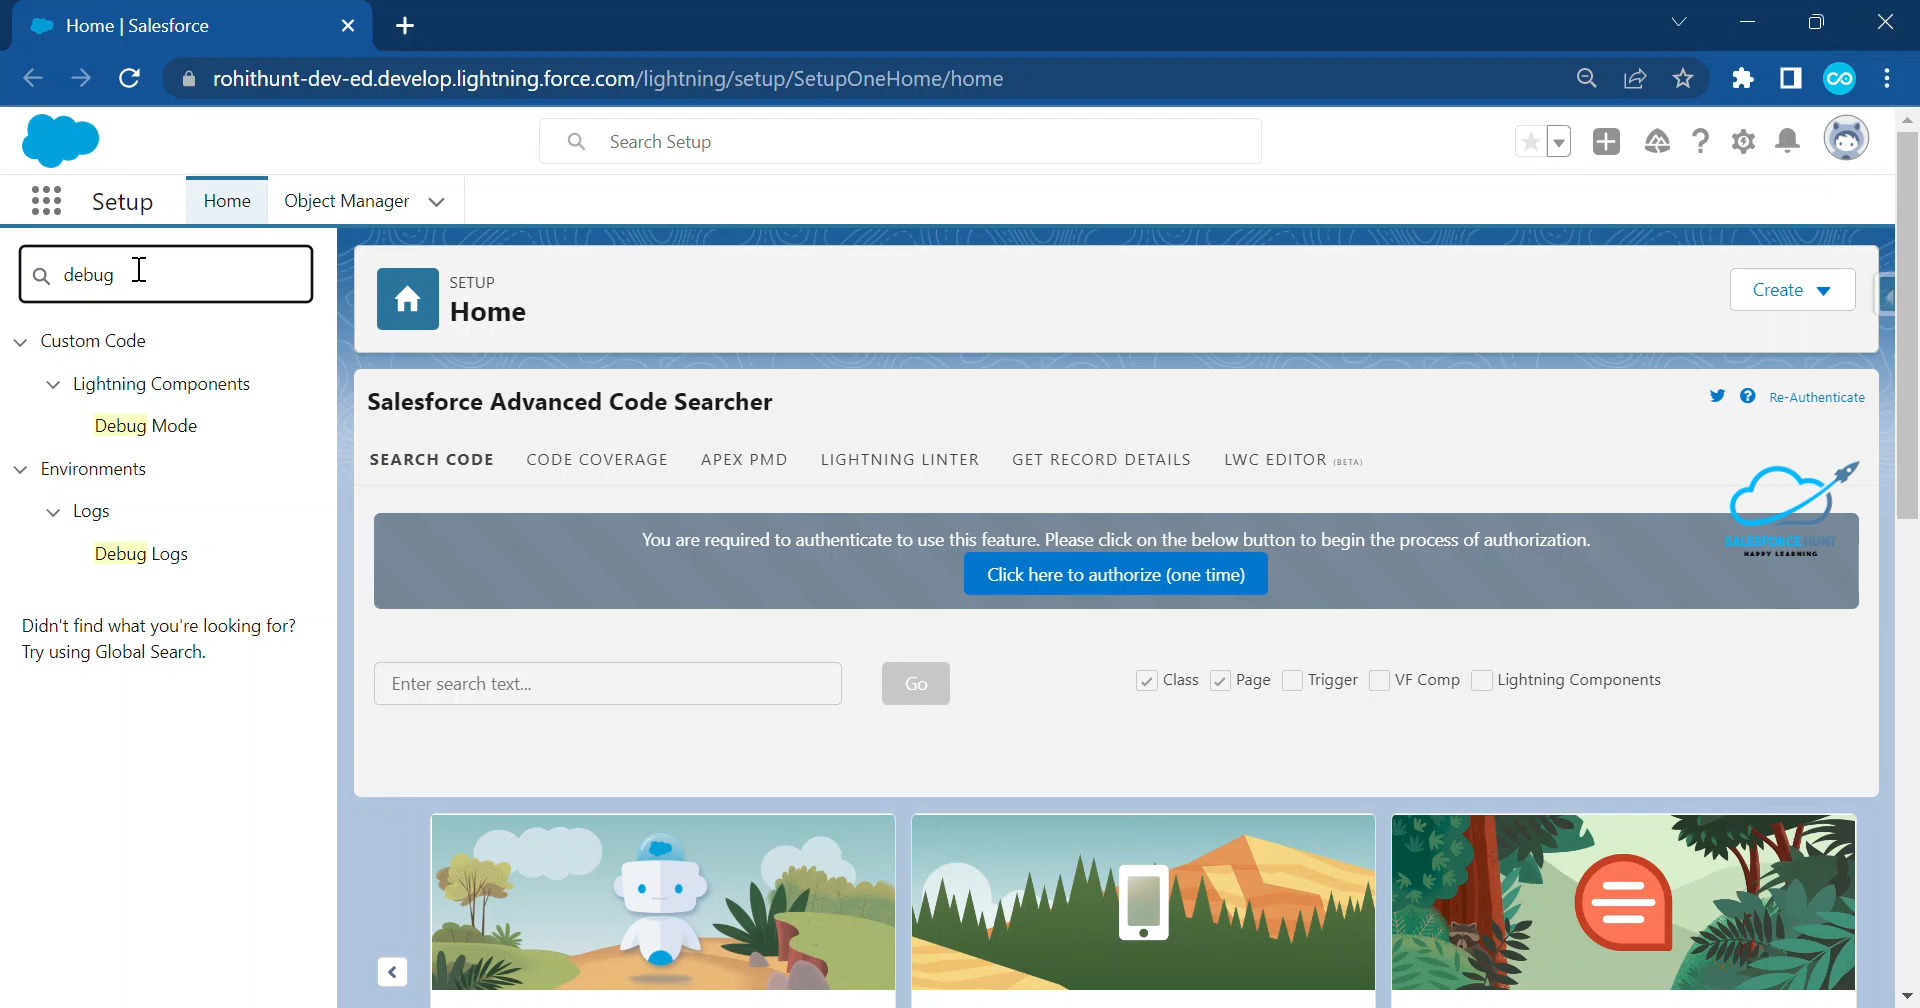 Home | Salesforce
rohithunt-dev-ed.develop.lightning.force.com/lightning/setup/SetupOneHome/home
Search Setup
Setup
Home
Object Manager
debug
Custom Code
Lightning Components
Debug Mode
Environments
Logs
Debug Logs
Didn't find what you're looking for?
Try using Global Search.
SETUP
Home
Create
Salesforce Advanced Code Searcher
Re-Authenticate
SEARCH CODE
CODE COVERAGE
APEX PMD
LIGHTNING LINTER
GET RECORD DETAILS
LWC EDITOR (BETA)
SALESFORCE HUNT
HAPPY LEARNING
You are required to authenticate to use this feature. Please click on the below button to begin the process of authorization.
Click here to authorize (one time)
Enter search text...
Go
Class
Page
Trigger
VF Comp
Lightning Components